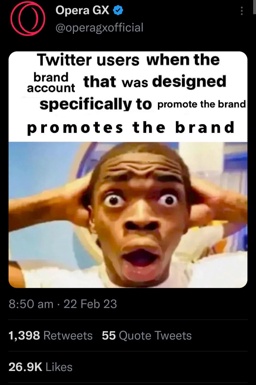 Opera GX
@operagxofficial
Twitter users when the
brand account that was designed
specifically to promote the brand
promotes the brand
8:50 am · 22 Feb 23
1,398 Retweets 55 Quote Tweets
26.9K Likes